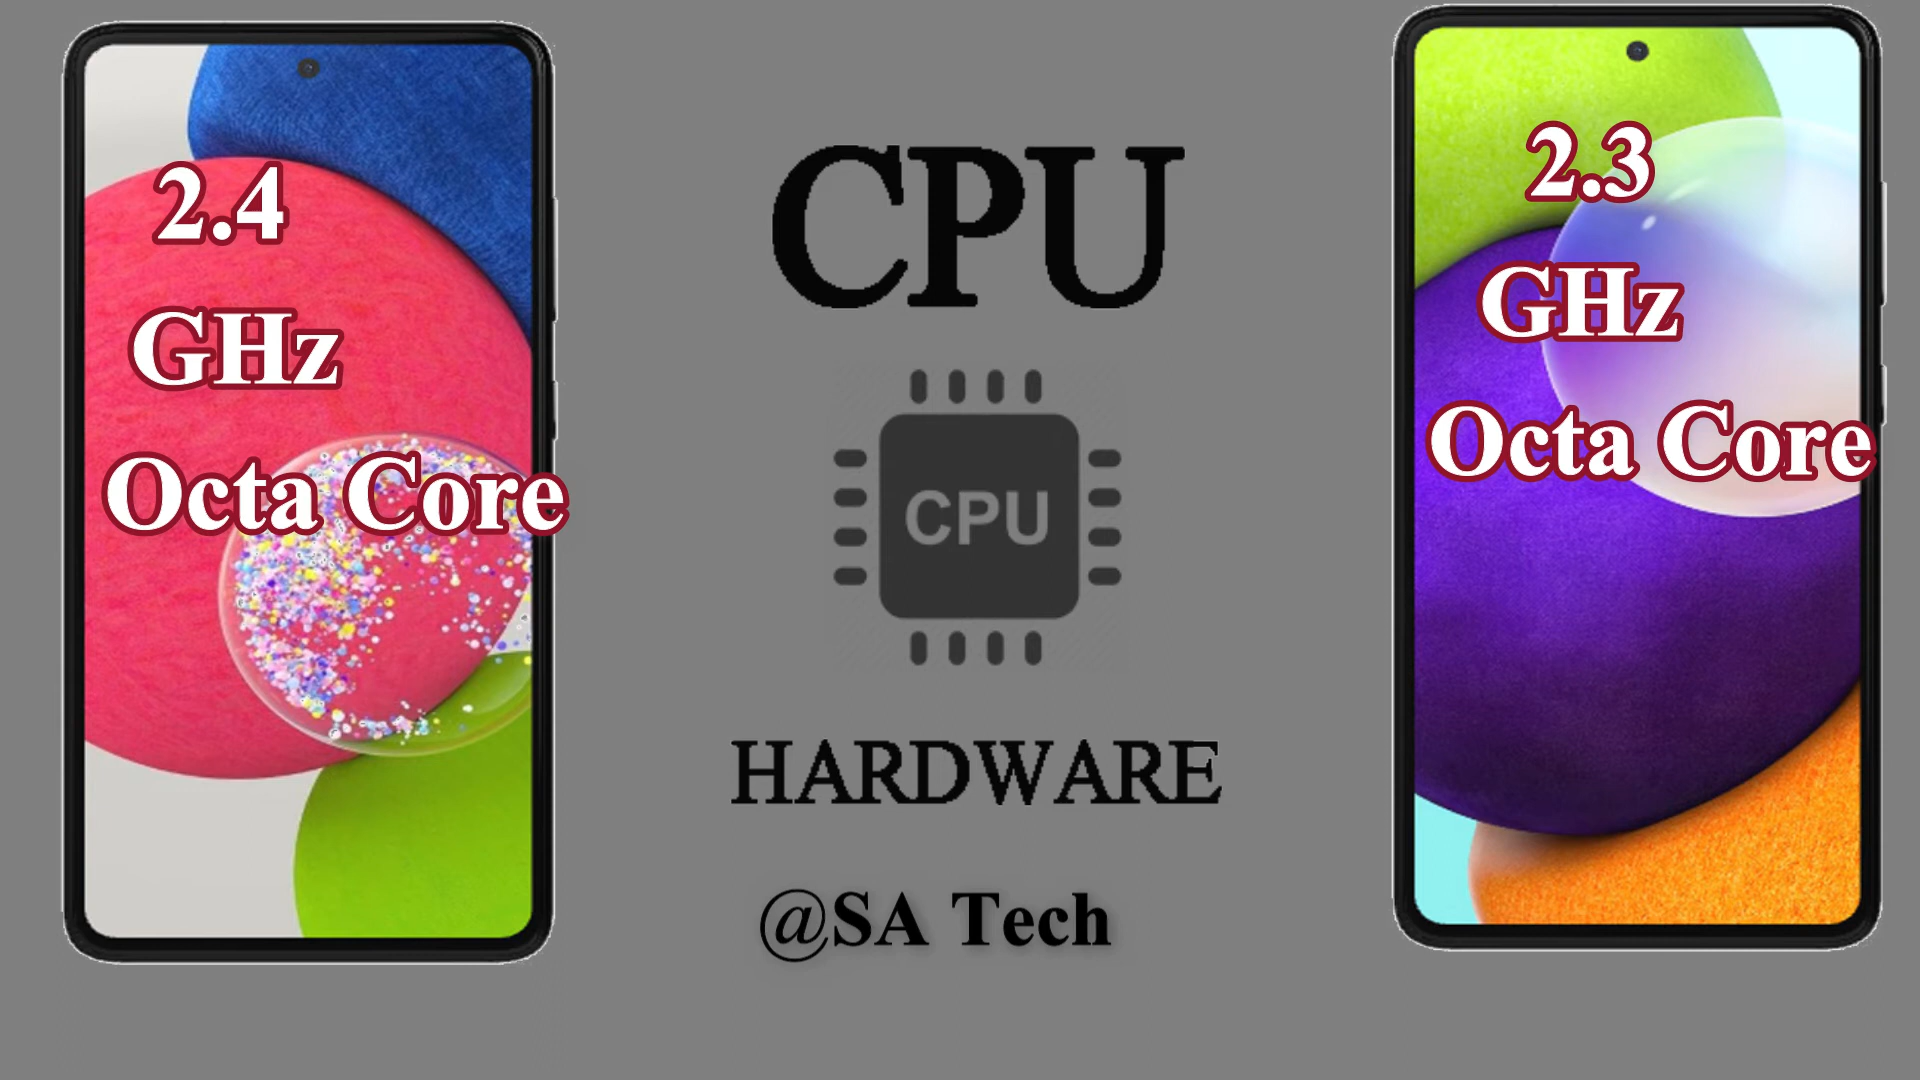 2.4
GHz
Octa Core
CPU
CPU
HARDWARE
@SA Tech
2.3
GHz
Octa Core